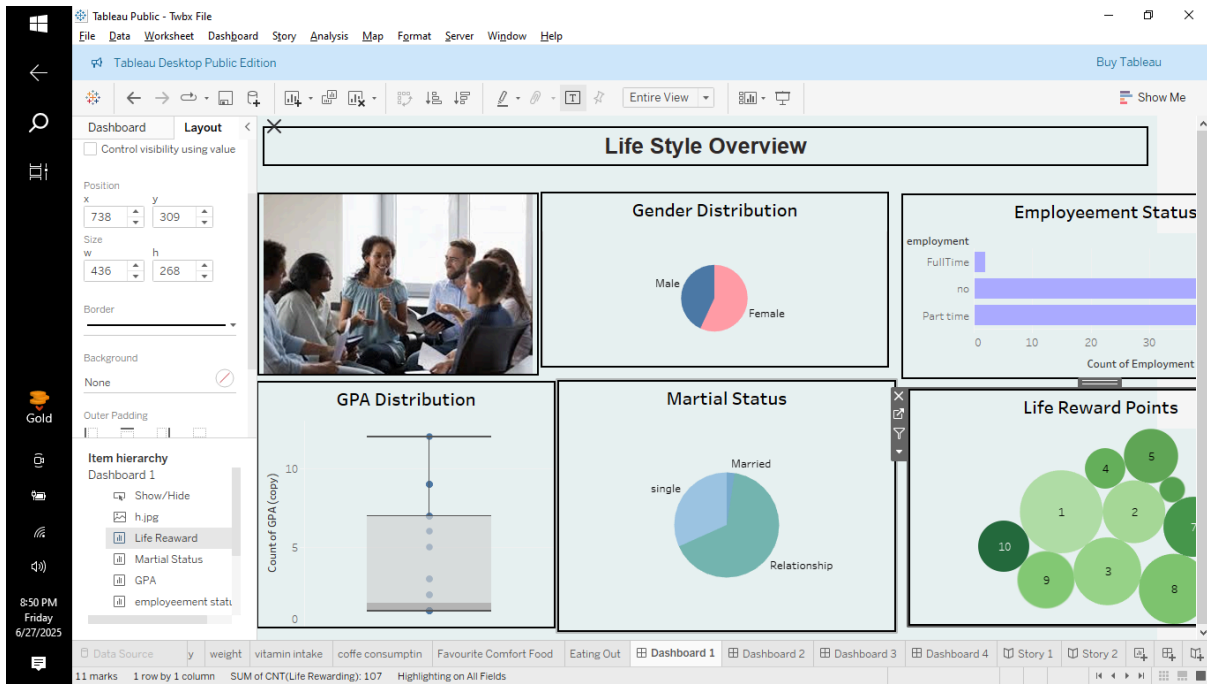 Tableau Public - Twbx File
File Data Worksheet Dashboard Story Analysis Map Format Server Window Help
Tableau Desktop Public Edition
Buy Tableau
Entire View
Show Me
Dashboard Layout
Control visibility using value
Position
x y
738 309
Size
w h
436 268
Border
Background
None
Outer Padding
Item hierarchy
Dashboard 1
Show/Hide
h.jpg
Life Reaward
Martial Status
GPA
employeement statu
Life Style Overview
Gender Distribution
Male
Female
Employeement Status
employment
FullTime
no
Part time
0 10 20 30
Count of Employment
GPA Distribution
Count of GPA (copy)
10
5
0
Martial Status
Married
single
Relationship
Life Reward Points
5
4
1
2
7
10
3
9
8
Gold
8:50 PM
Friday
6/27/2025
Data Source y weight vitamin intake coffe consumptin Favourite Comfort Food Eating Out Dashboard 1 Dashboard 2 Dashboard 3 Dashboard 4 Story 1 Story 2
11 marks 1 row by 1 column SUM of CNT(Life Rewarding): 107 Highlighting on All Fields